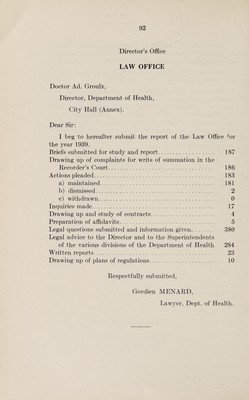 92
Director's Office
LAW OFFICE
Doctor Ad. Groulx,
Director, Department of Health,
City Hall (Annex).
Dear Sir:
I beg to hereafter submit the report of the Law Office for
the year 1939.
Briefs submitted for study and report 187
Drawing up of complaints for writs of summation in the
Recorder's Court 186
Actions pleaded 183
a) maintained 181
b) dismissed 2
c) withdrawn 0
Inquiries made 17
Drawing up and study of contracts 4
Preparation of affidavits 5
Legal questions submitted and information given 380
Legal advice to the Director and to the Superintendents
of the various divisions of the Department of Health 284
Written reports 23
Drawing up of plans of regulations 10
Respectfully submitted,
Gordien MENARD,
Lawyer, Dept. of Health.